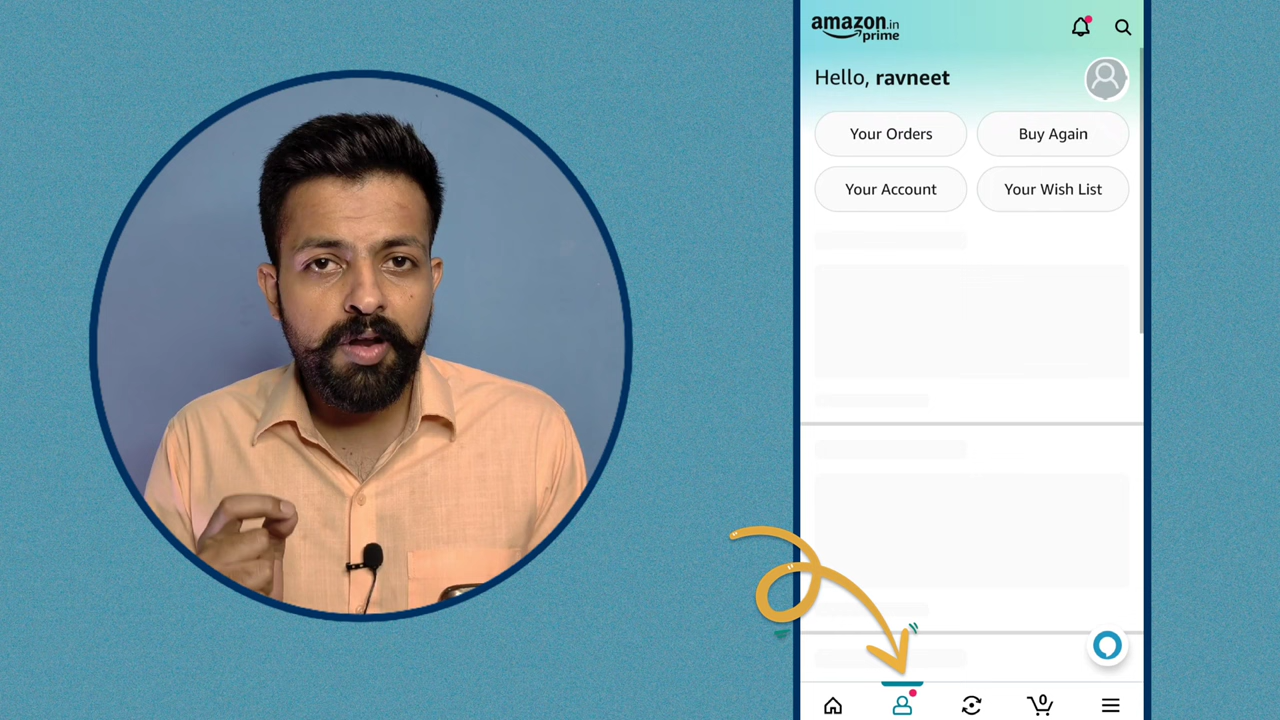 amazon.in
prime
Hello, ravneet
Your Orders
Buy Again
Your Account
Your Wish List
0